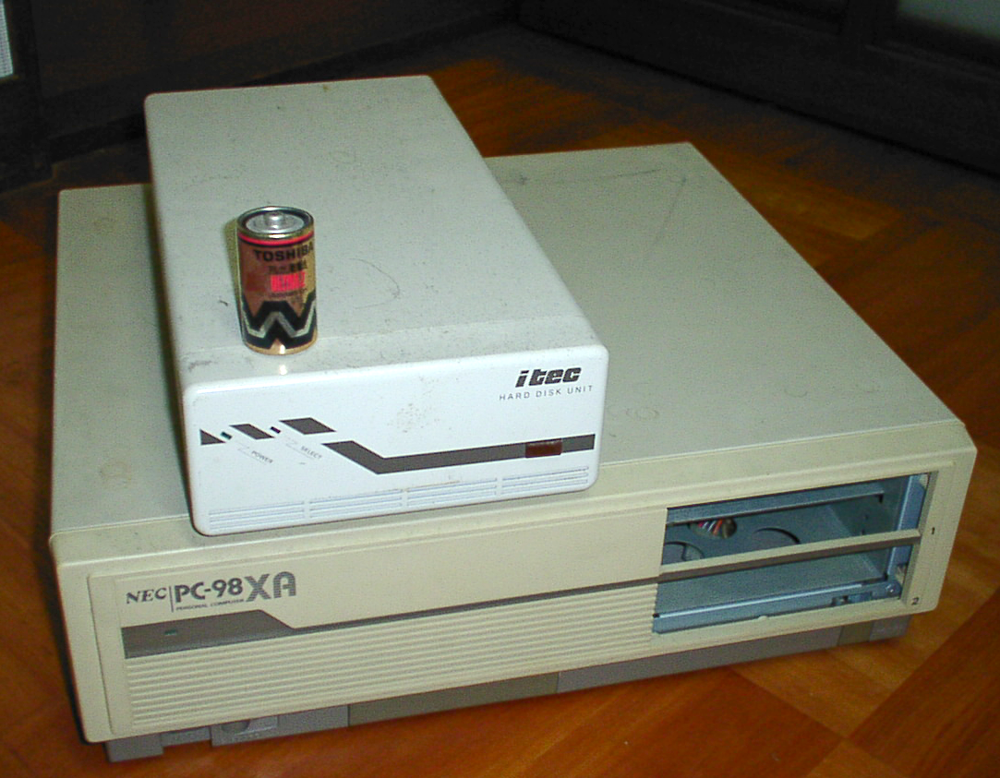 TOSHIBA
itec
HARD DISK UNIT
POWER
SELECT
NEC PC-98XA
PERSONAL COMPUTER
1
2